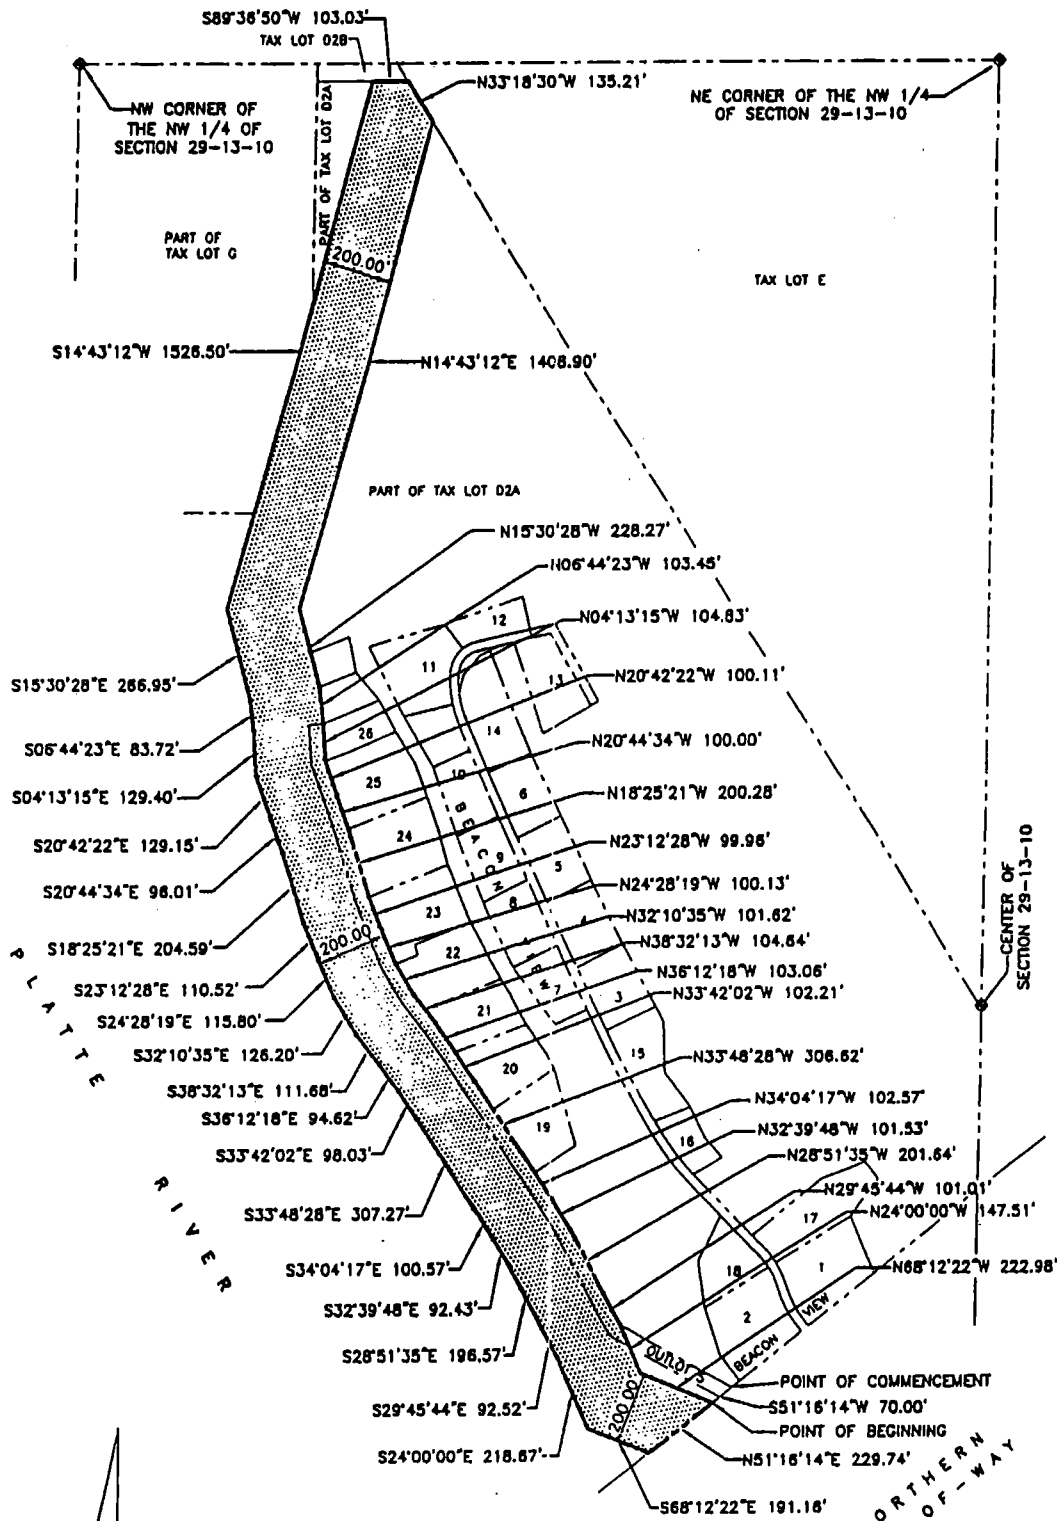 S89°36'50"W 103.03'
TAX LOT D2B
N33°18'30"W 135.21'
NW CORNER OF
THE NW 1/4 OF
SECTION 29-13-10
NE CORNER OF THE NW 1/4
OF SECTION 29-13-10
PART OF TAX LOT D2A
PART OF
TAX LOT G
200.00'
TAX LOT E
S14°43'12"W 1526.50'
N14°43'12"E 1408.90'
PART OF TAX LOT D2A
N15°30'28"W 228.27'
N06°44'23"W 103.45'
N04°13'15"W 104.83'
N20°42'22"W 100.11'
N20°44'34"W 100.00'
N18°25'21"W 200.28'
N23°12'28"W 99.96'
N24°28'19"W 100.13'
N32°10'35"W 101.62'
N38°32'13"W 104.64'
N36°12'18"W 103.06'
N33°42'02"W 102.21'
N33°48'28"W 306.62'
N34°04'17"W 102.57'
N32°39'48"W 101.53'
N28°51'35"W 201.64'
N29°45'44"W 101.01'
N24°00'00"W 147.51'
N68°12'22"W 222.98'
S15°30'28"E 266.95'
S06°44'23"E 83.72'
S04°13'15"E 129.40'
S20°42'22"E 129.15'
S20°44'34"E 96.01'
S18°25'21"E 204.59'
S23°12'28"E 110.52'
S24°28'19"E 115.80'
S32°10'35"E 126.20'
S38°32'13"E 111.68'
S36°12'18"E 94.62'
S33°42'02"E 98.03'
S33°48'28"E 307.27'
S34°04'17"E 100.57'
S32°39'48"E 92.43'
S28°51'35"E 196.57'
S29°45'44"E 92.52'
S24°00'00"E 218.67'
S68°12'22"E 191.16'
12
11
13
26
14
25
10
6
24
9
5
23
8
4
22
7
21
3
20
15
19
16
17
18
1
2
BEACON
VIEW
200.00'
CENTER OF
SECTION 29-13-10
PLATTE
RIVER
BEACON
VIEW
200.00'
POINT OF COMMENCEMENT
S51°16'14"W 70.00'
POINT OF BEGINNING
N51°16'14"E 229.74'
ORTHERN
OF-WAY